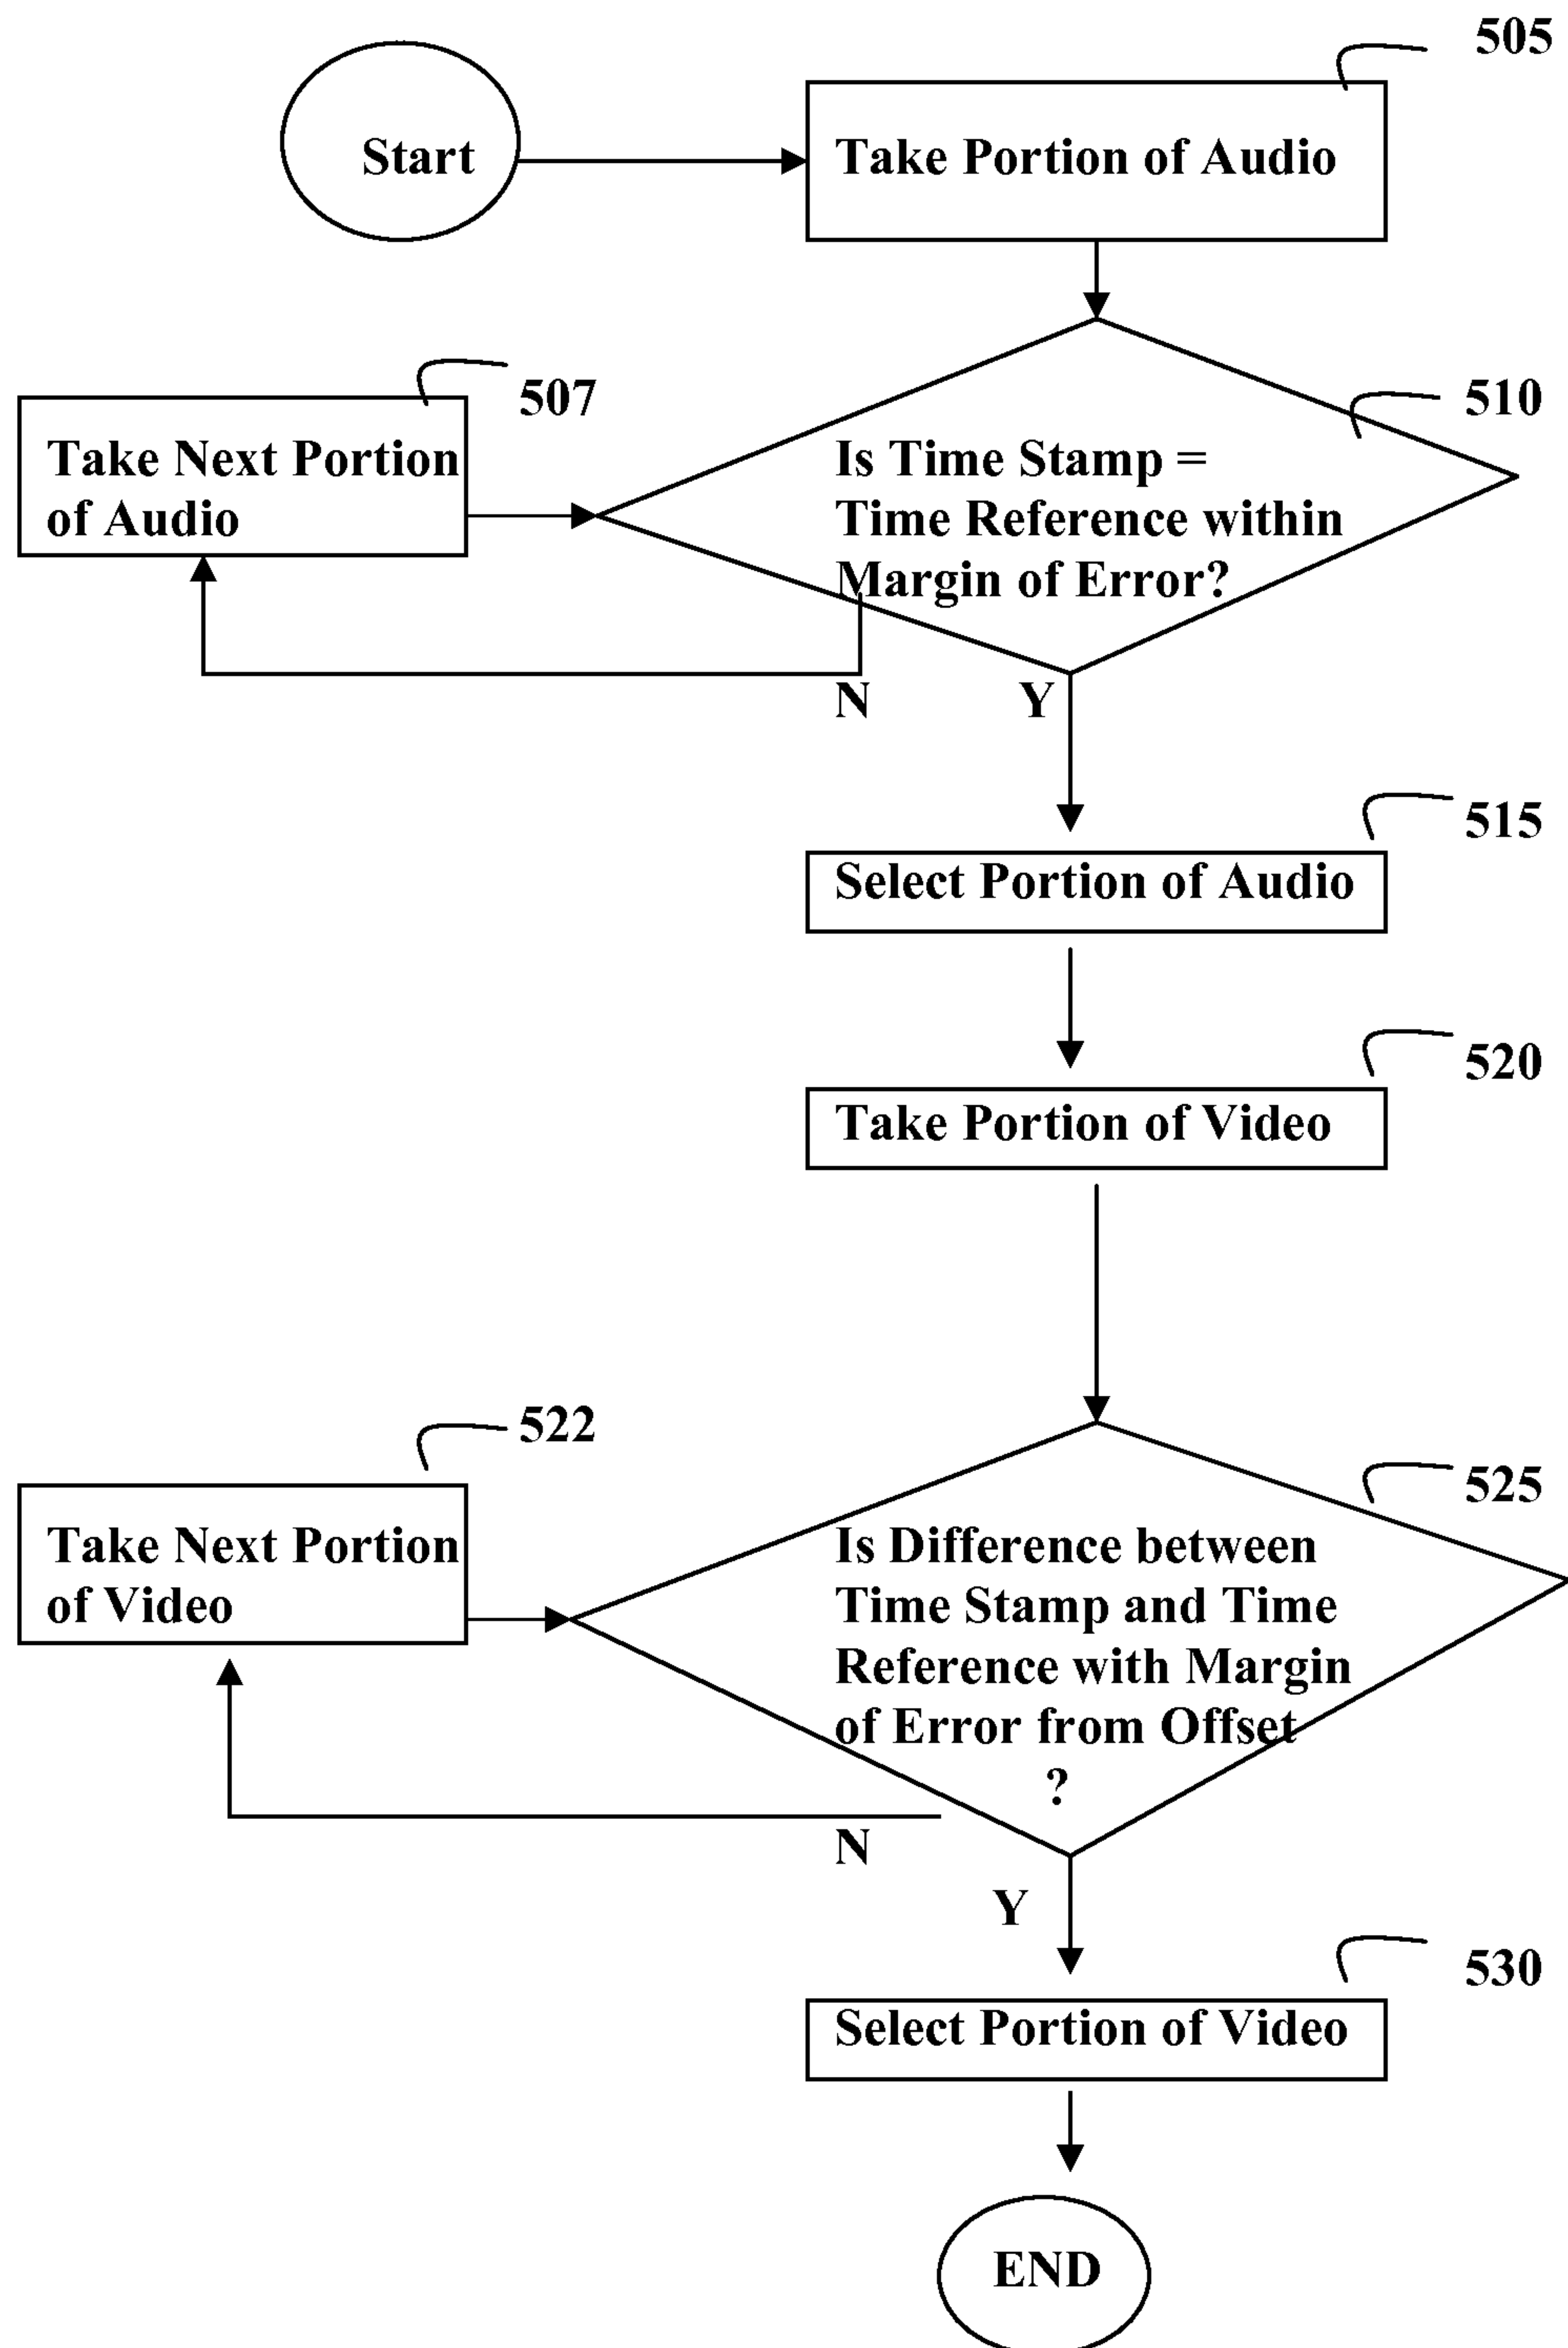 505
Start
Take Portion of Audio
507
Take Next Portion
of Audio
510
Is Time Stamp =
Time Reference within
Margin of Error?
N
Y
515
Select Portion of Audio
520
Take Portion of Video
522
Take Next Portion
of Video
525
Is Difference between
Time Stamp and Time
Reference with Margin
of Error from Offset
?
N
Y
530
Select Portion of Video
END